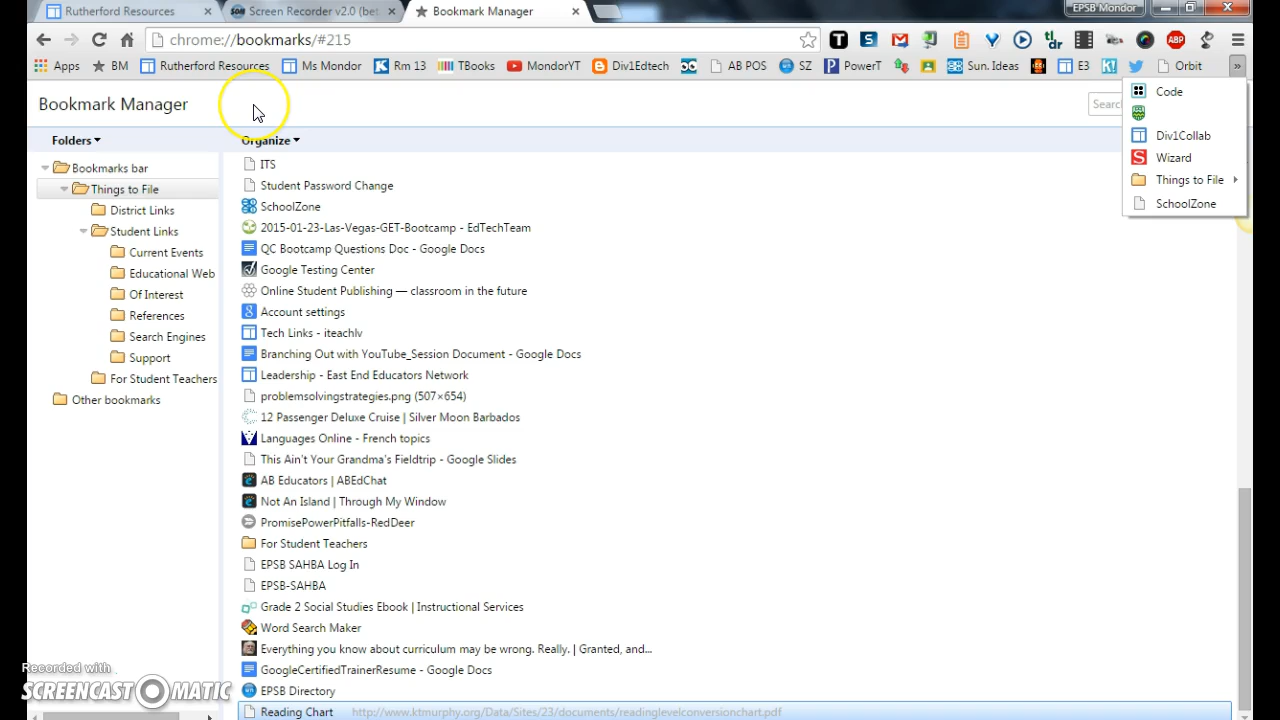 Rutherford Resources Screen Recorder v2.0 (bet Bookmark Manager EPSB Mondor
chrome://bookmarks/#215
Apps BM Rutherford Resources Ms Mondor Rm 13 TBooks MondorYT Div1Edtech AB POS SZ PowerT Sun. Ideas E3 Orbit »
Bookmark Manager Searc
Code
Div1Collab
Wizard
Things to File
SchoolZone
Folders Organize
Bookmarks bar
Things to File
District Links
Student Links
Current Events
Educational Web
Of Interest
References
Search Engines
Support
For Student Teachers
Other bookmarks
ITS
Student Password Change
SchoolZone
2015-01-23-Las-Vegas-GET-Bootcamp - EdTechTeam
QC Bootcamp Questions Doc - Google Docs
Google Testing Center
Online Student Publishing — classroom in the future
Account settings
Tech Links - iteachlv
Branching Out with YouTube_Session Document - Google Docs
Leadership - East End Educators Network
problemsolvingstrategies.png (507×654)
12 Passenger Deluxe Cruise | Silver Moon Barbados
Languages Online - French topics
This Ain't Your Grandma's Fieldtrip - Google Slides
AB Educators | ABEdChat
Not An Island | Through My Window
PromisePowerPitfalls-RedDeer
For Student Teachers
EPSB SAHBA Log In
EPSB-SAHBA
Grade 2 Social Studies Ebook | Instructional Services
Word Search Maker
Everything you know about curriculum may be wrong. Really. | Granted, and...
GoogleCertifiedTrainerResume - Google Docs
EPSB Directory
Reading Chart http://www.ktmurphy.org/Data/Sites/23/documents/readinglevelconversionchart.pdf
Recorded with
SCREENCAST MATIC